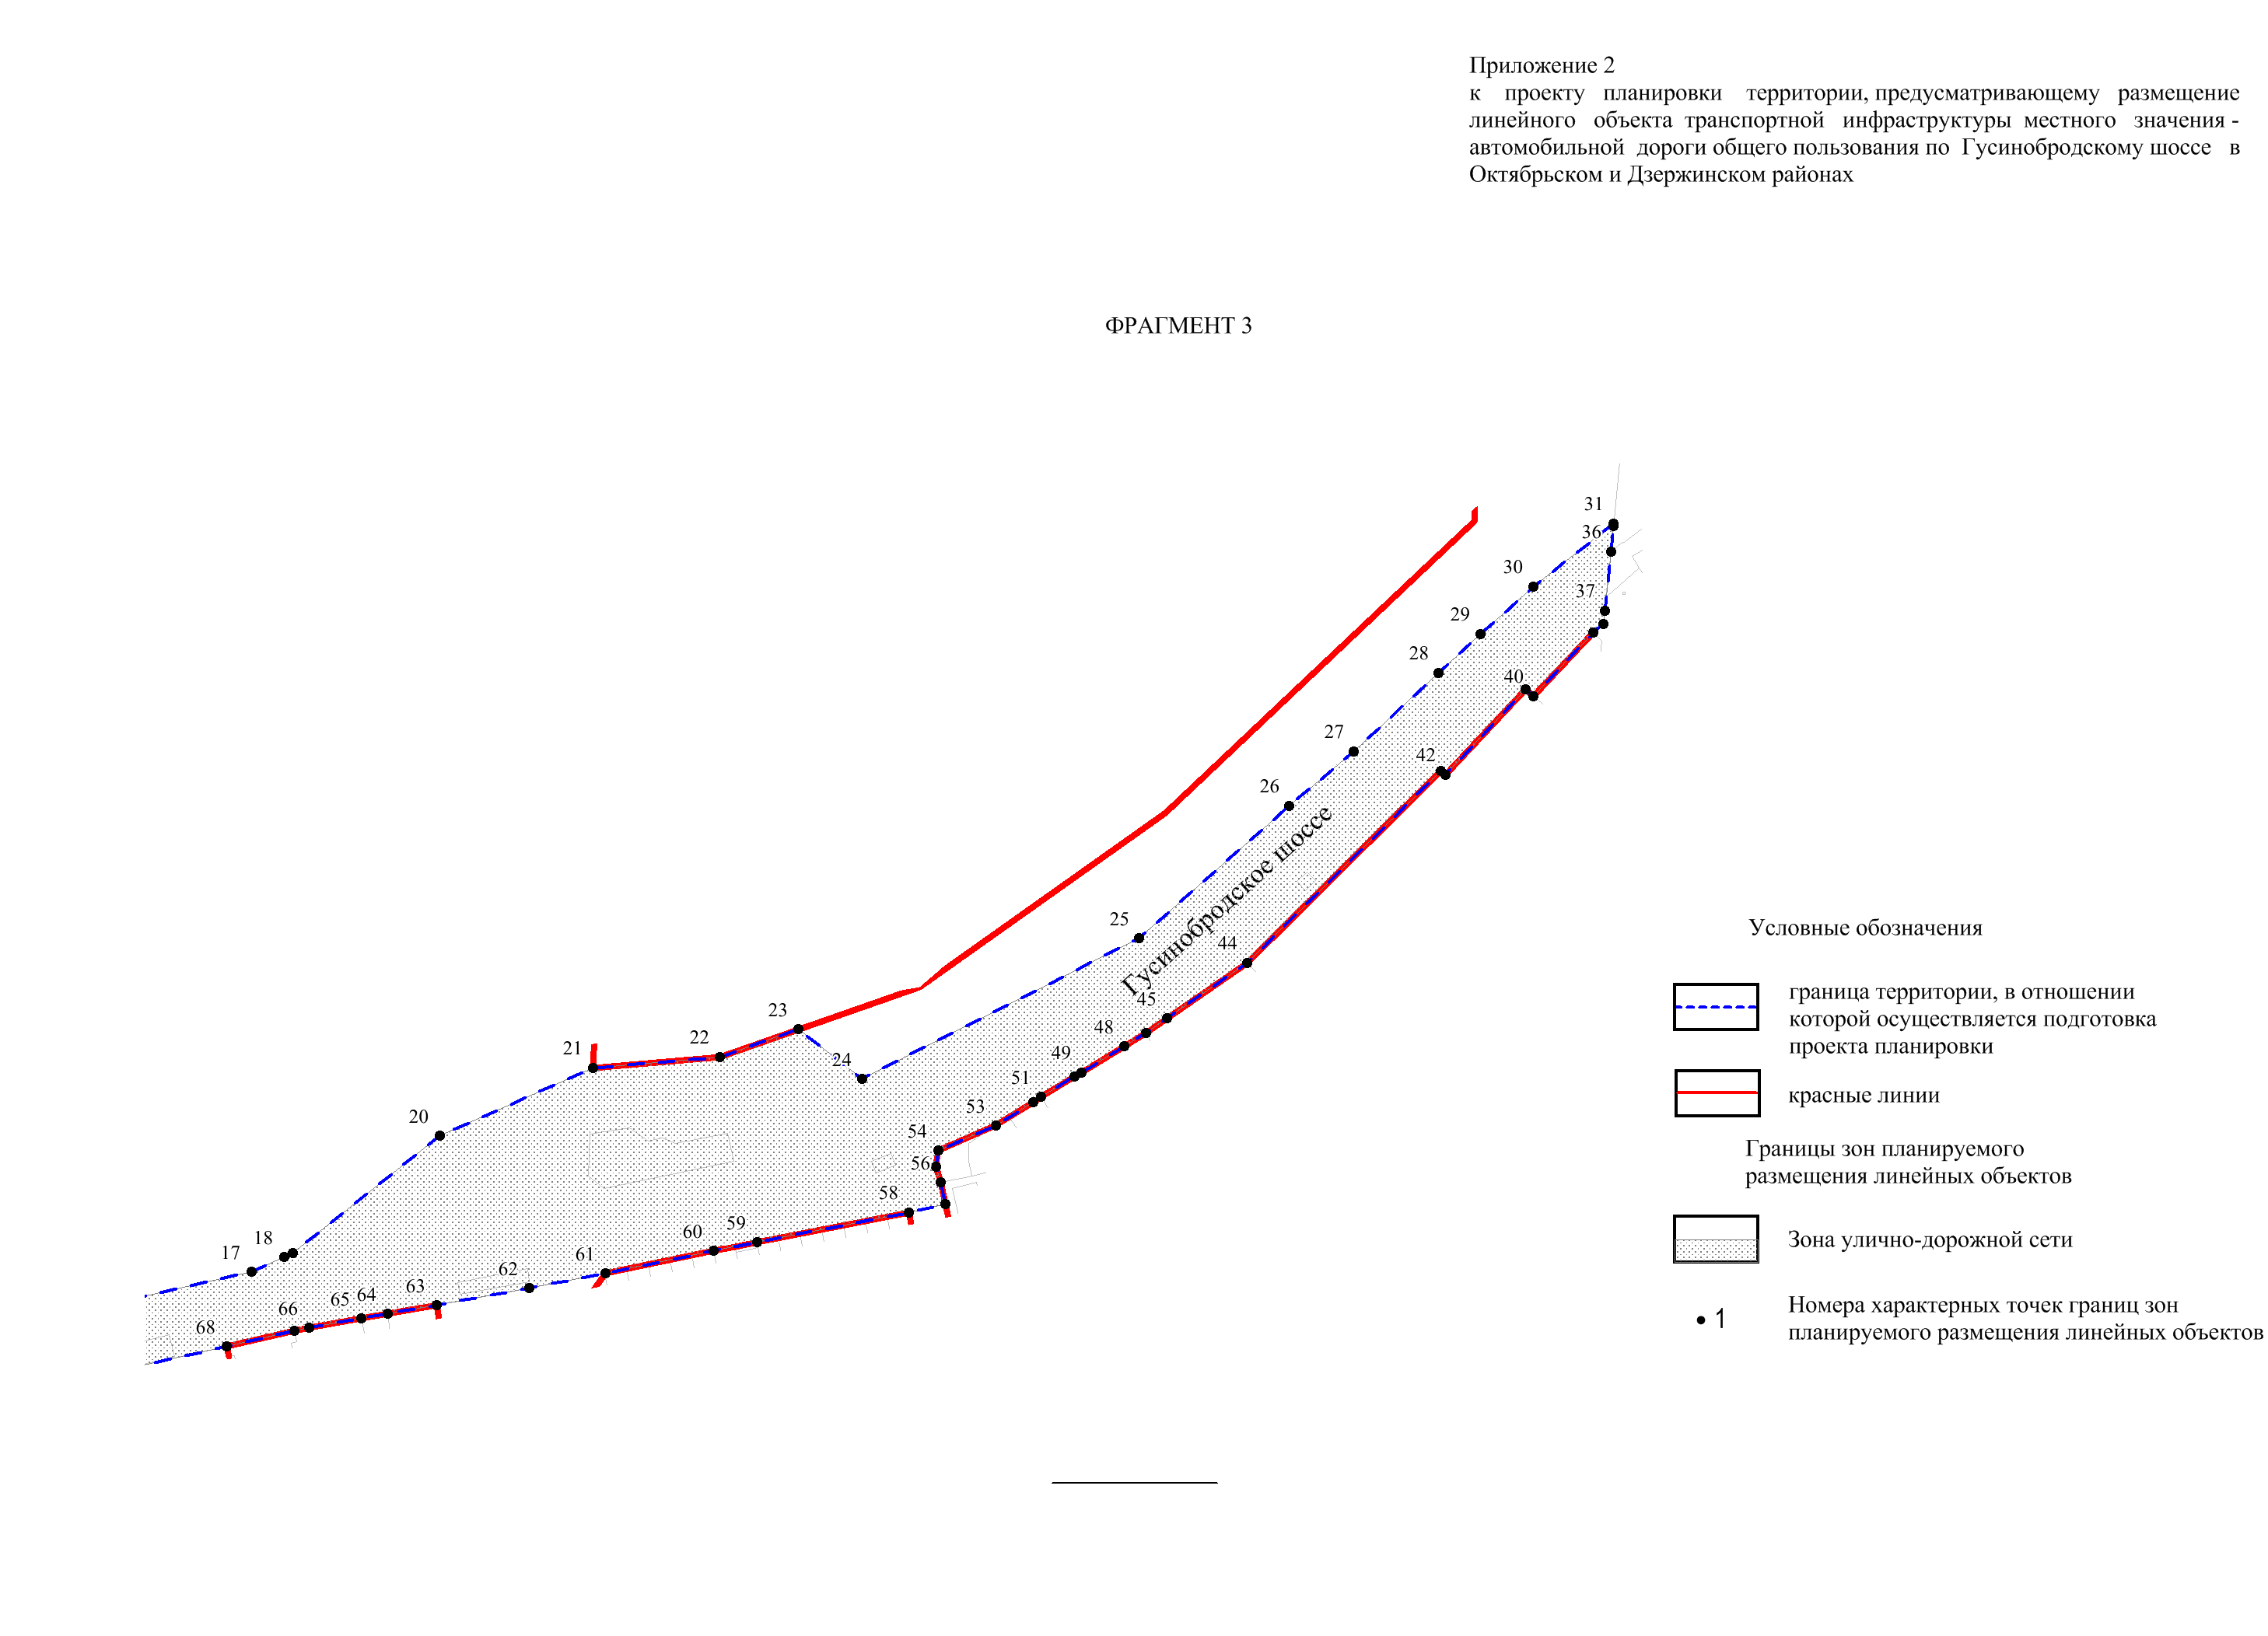 Приложение 2
к проекту планировки территории, предусматривающему размещение
линейного объекта транспортной инфраструктуры местного значения -
автомобильной дороги общего пользования по Гусинобродскому шоссе в
Октябрьском и Дзержинском районах
ФРАГМЕНТ 3
31
36
30
37
29
28
40
27
42
26
Гусинобродское шоссе
25
44
45
23
48
22
21
49
24
51
53
20
54
56
58
59
60
18
17
61
62
63
64
65
66
68
Условные обозначения
граница территории, в отношении
которой осуществляется подготовка
проекта планировки
красные линии
Границы зон планируемого
размещения линейных объектов
Зона улично-дорожной сети
1
Номера характерных точек границ зон
планируемого размещения линейных объектов